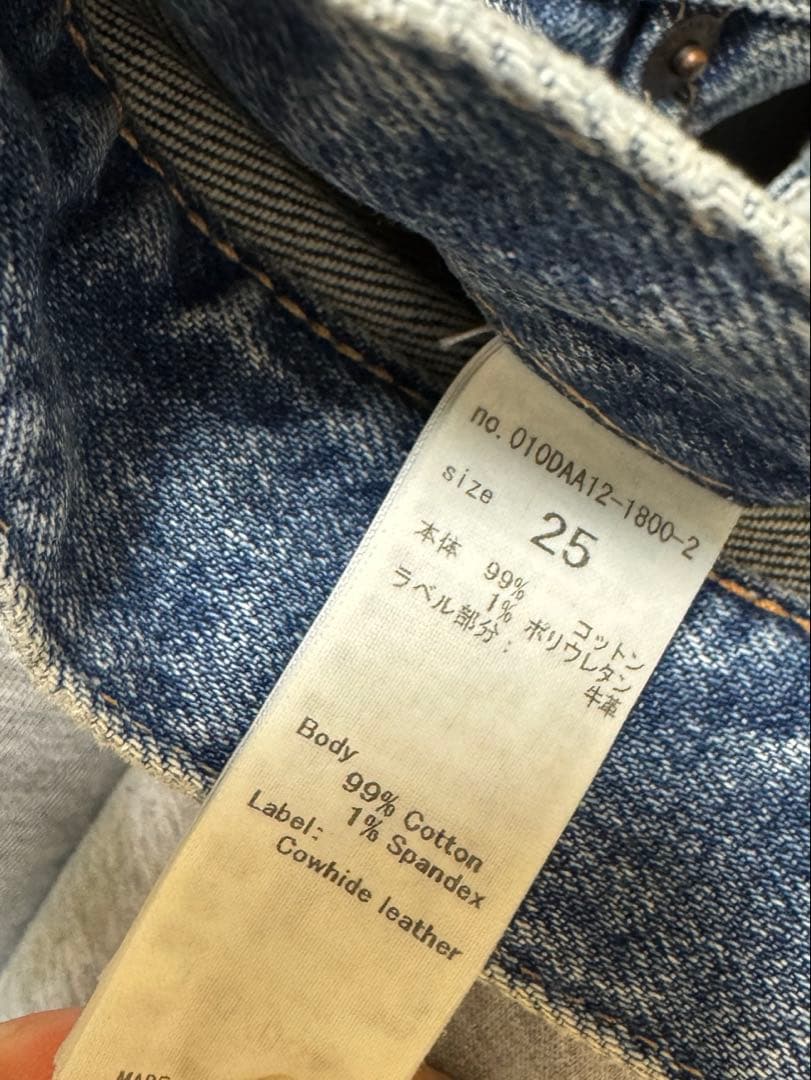 no. 010DAA12-1800-2
size 25
本体 99% コットン
1% ポリウレタン
ラベル部分: 牛革
Body
99% Cotton
1% Spandex
Label:
Cowhide leather
MADE